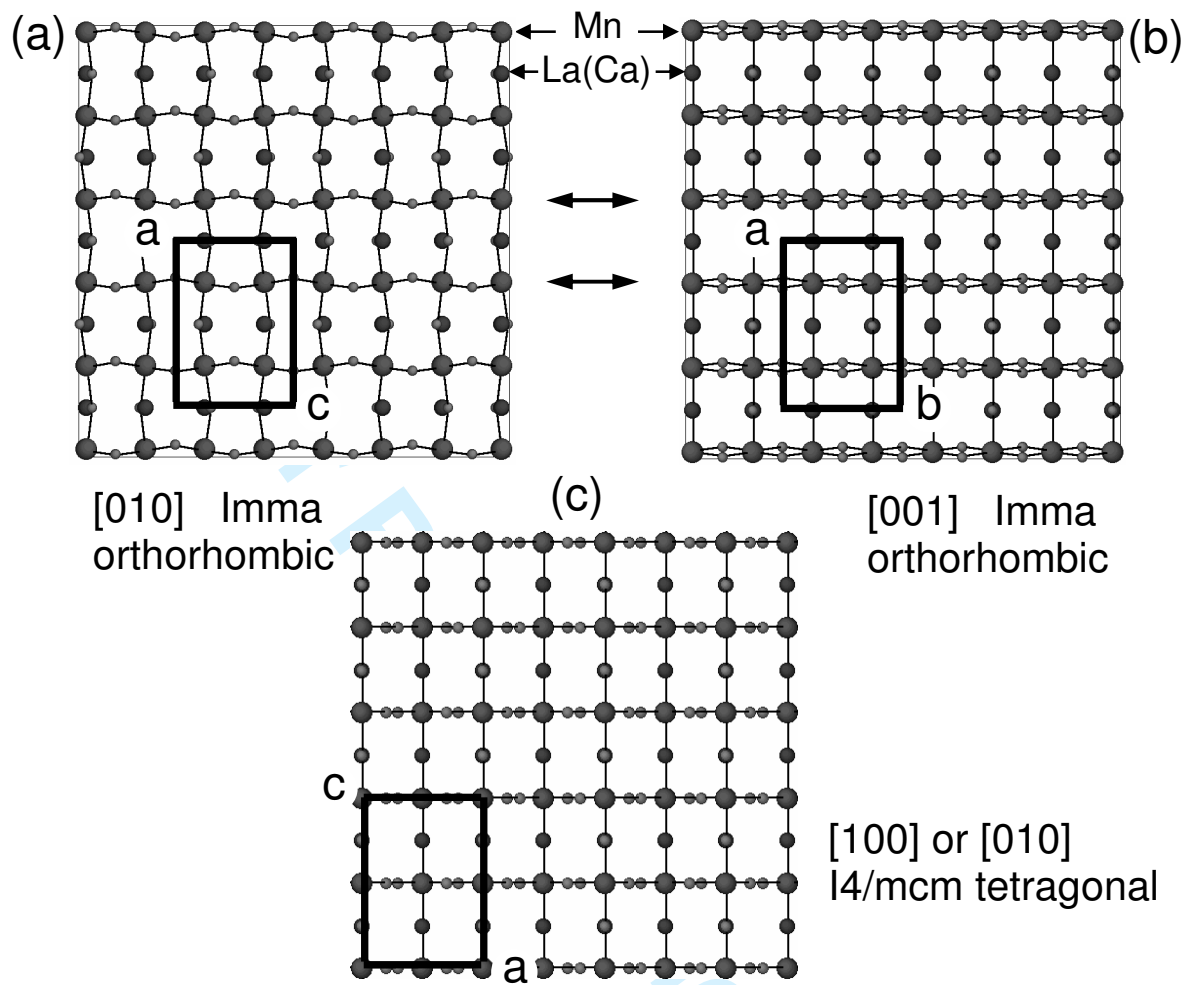 (a)
Mn
(b)
La(Ca)
a
a
c
b
[010] Imma
orthorhombic
(c)
[001] Imma
orthorhombic
c
[100] or [010]
I4/mcm tetragonal
a